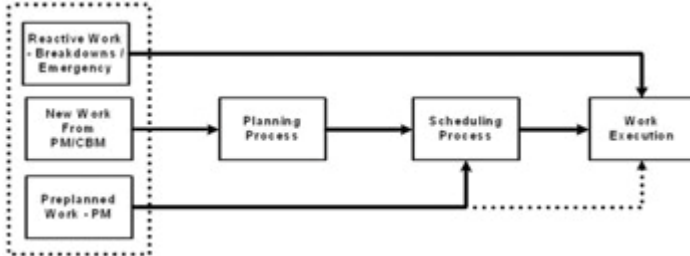 Reactive Work
- Breakdowns /
Emergency
New Work
From
PM/CBM
Planning
Process
Scheduling
Process
Work
Execution
Preplanned
Work - PM